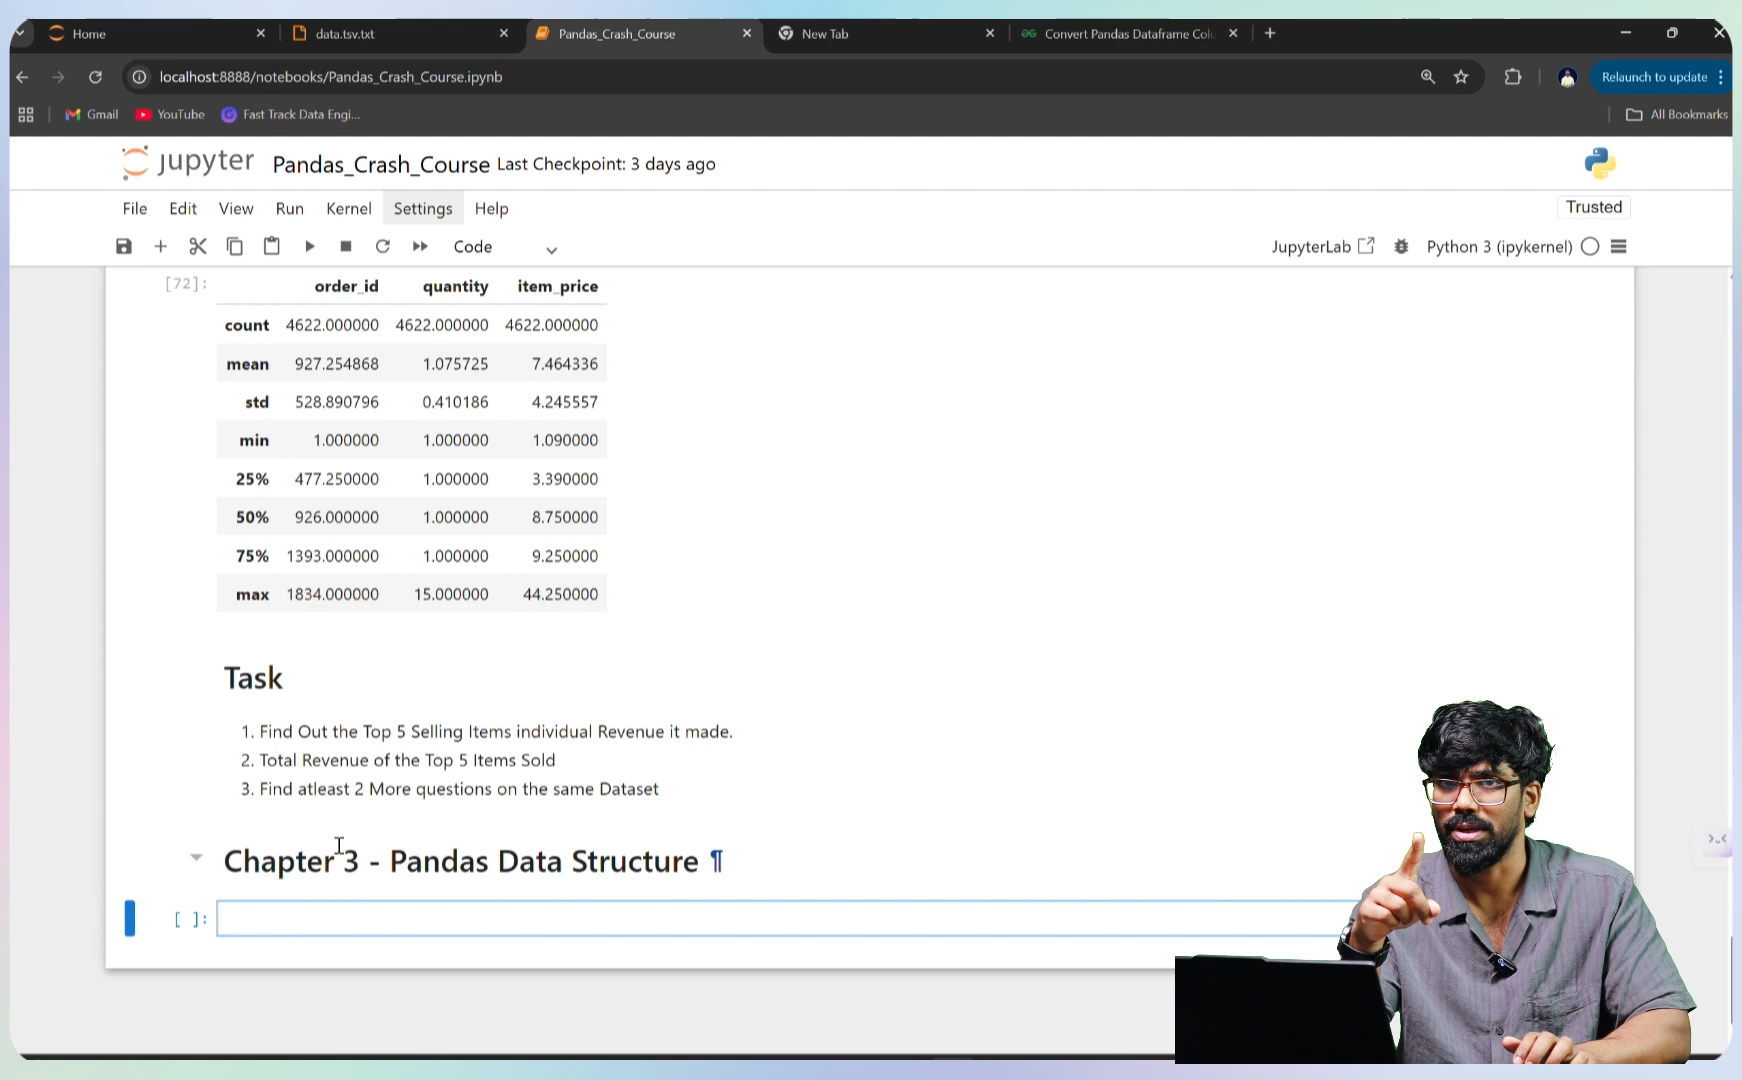 Home
data.tsv.txt
Pandas_Crash_Course
New Tab
Convert Pandas Dataframe Col
localhost:8888/notebooks/Pandas_Crash_Course.ipynb
Relaunch to update
Gmail
YouTube
Fast Track Data Engi...
All Bookmarks
jupyter
Pandas_Crash_Course Last Checkpoint: 3 days ago
File Edit View Run Kernel Settings Help
Trusted
Code
JupyterLab
Python 3 (ipykernel)
[72]:
order_id quantity item_price
count 4622.000000 4622.000000 4622.000000
mean 927.254868 1.075725 7.464336
std 528.890796 0.410186 4.245557
min 1.000000 1.000000 1.090000
25% 477.250000 1.000000 3.390000
50% 926.000000 1.000000 8.750000
75% 1393.000000 1.000000 9.250000
max 1834.000000 15.000000 44.250000
Task
1. Find Out the Top 5 Selling Items individual Revenue it made.
2. Total Revenue of the Top 5 Items Sold
3. Find atleast 2 More questions on the same Dataset
Chapter 3 - Pandas Data Structure ¶
[ ]: